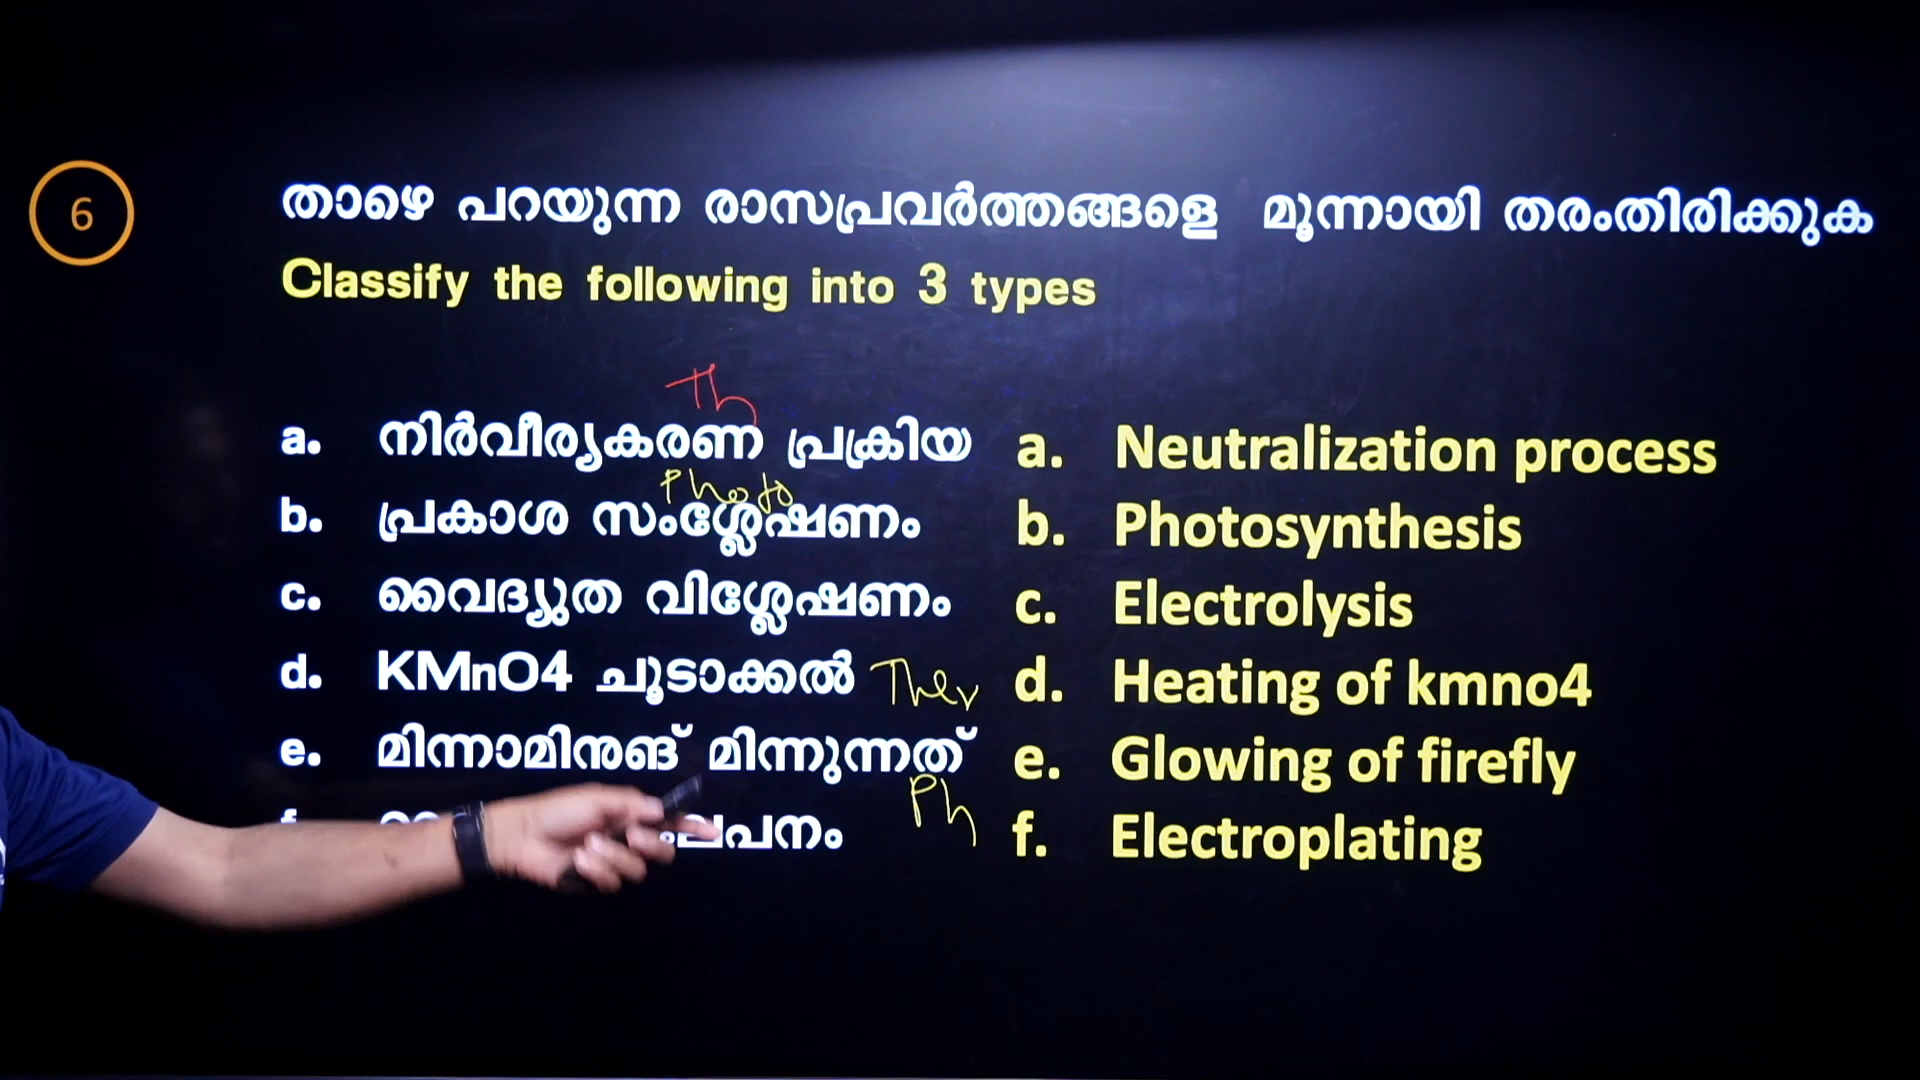 6
താഴെ പറയുന്ന രാസപ്രവർത്തങ്ങളെ മൂന്നായി തരംതിരിക്കുക
Classify the following into 3 types
Th
a. നിർവീര്യകരണ പ്രക്രിയ
Photo
b. പ്രകാശ സംശ്ലേഷണം
c. വൈദ്യുത വിശ്ലേഷണം
d. KMnO4 ചൂടാക്കൽ Ther
e. മിന്നാമിനുങ് മിന്നുന്നത്
Ph
a. Neutralization process
b. Photosynthesis
c. Electrolysis
d. Heating of kmno4
e. Glowing of firefly
f. Electroplating